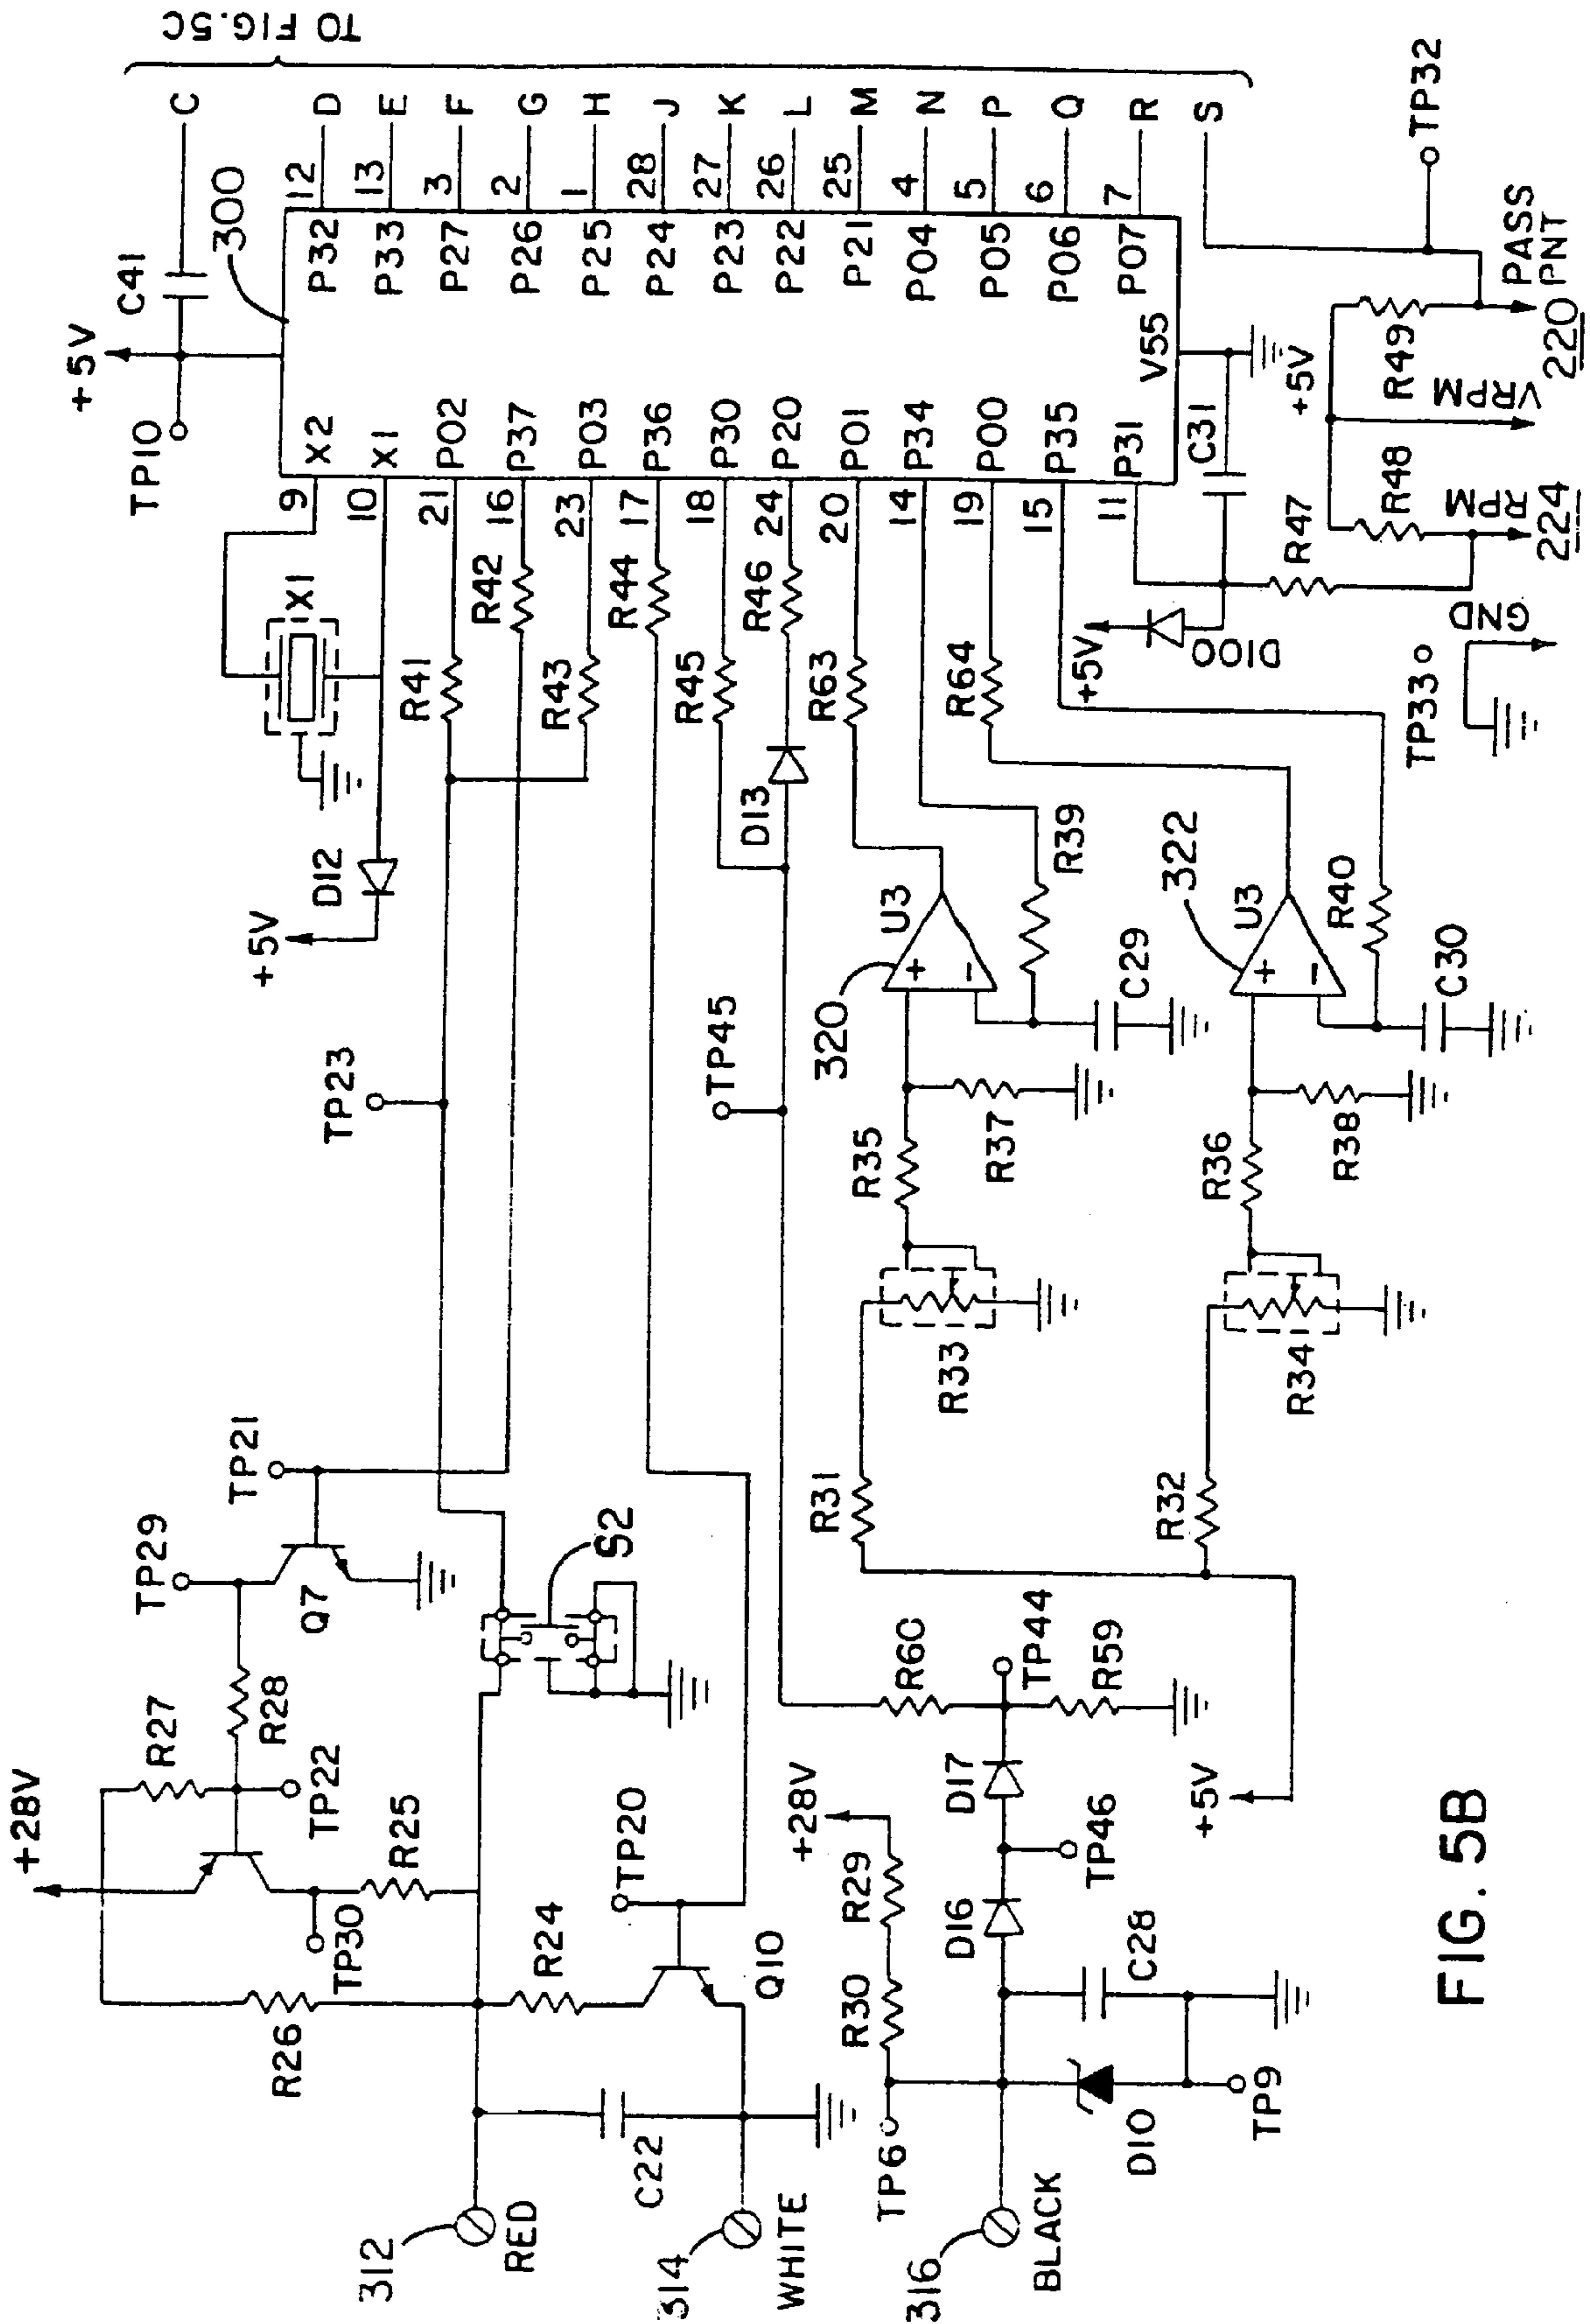 TO FIG.5C
+5V
C41
C
TP10
300
X2
9
P32
12
D
X1
10
P33
13
E
P02
21
P27
3
F
P37
16
P26
2
G
P03
23
P25
1
H
P36
17
P24
28
J
P30
18
P23
27
K
P20
24
P22
26
L
P01
20
P21
25
M
P34
14
P04
4
N
P00
19
P05
5
P
P35
15
P06
6
Q
P31
11
P07
7
R
V55
S
X1
D12
+5V
R41
R42
R43
R44
R45
R46
D13
R63
R64
C31
R47
+5V
D100
TP33
GND
R48
RPM
224
+5V
VRPM
R49
PASS
PNT
220
TP32
TP23
TP45
320
U3
+
-
R39
C29
322
U3
+
-
R40
C30
R35
R37
R36
R38
R33
R34
R31
R32
+28V
R27
R28
TP29
TP21
Q7
TP22
R25
TP30
R26
R24
TP20
Q10
S2
312
RED
C22
314
WHITE
+28V
R29
R30
TP6
316
BLACK
D16
D17
TP46
C28
D10
TP9
R60
TP44
R59
+5V
FIG. 5B